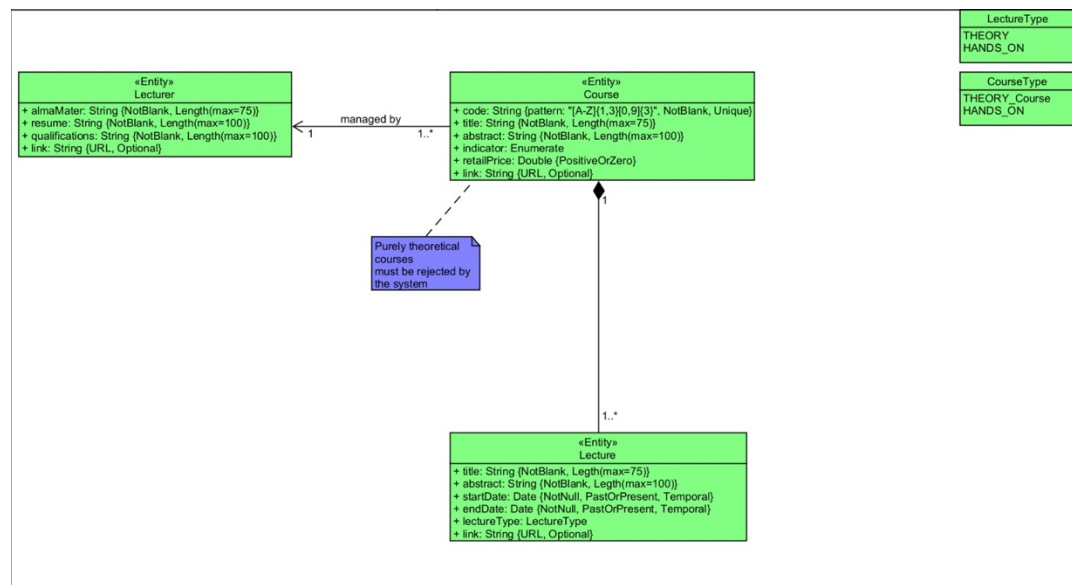 LectureType
THEORY
HANDS_ON
«Entity»
Lecturer
+ almaMater: String {NotBlank, Length(max=75)}
+ resume: String {NotBlank, Length(max=100)}
+ qualifications: String {NotBlank, Length(max=100)}
+ link: String {URL, Optional}
managed by
1
1..*
«Entity»
Course
+ code: String {pattern: "[A-Z]{1,3}[0,9]{3}", NotBlank, Unique}
+ title: String {NotBlank, Length(max=75)}
+ abstract: String {NotBlank, Length(max=100)}
+ indicator: Enumerate
+ retailPrice: Double {PositiveOrZero}
+ link: String {URL, Optional}
CourseType
THEORY_Course
HANDS_ON
1
Purely theoretical
courses
must be rejected by
the system
1..*
«Entity»
Lecture
+ title: String {NotBlank, Legth(max=75)}
+ abstract: String {NotBlank, Legth(max=100)}
+ startDate: Date {NotNull, PastOrPresent, Temporal}
+ endDate: Date {NotNull, PastOrPresent, Temporal}
+ lectureType: LectureType
+ link: String {URL, Optional}